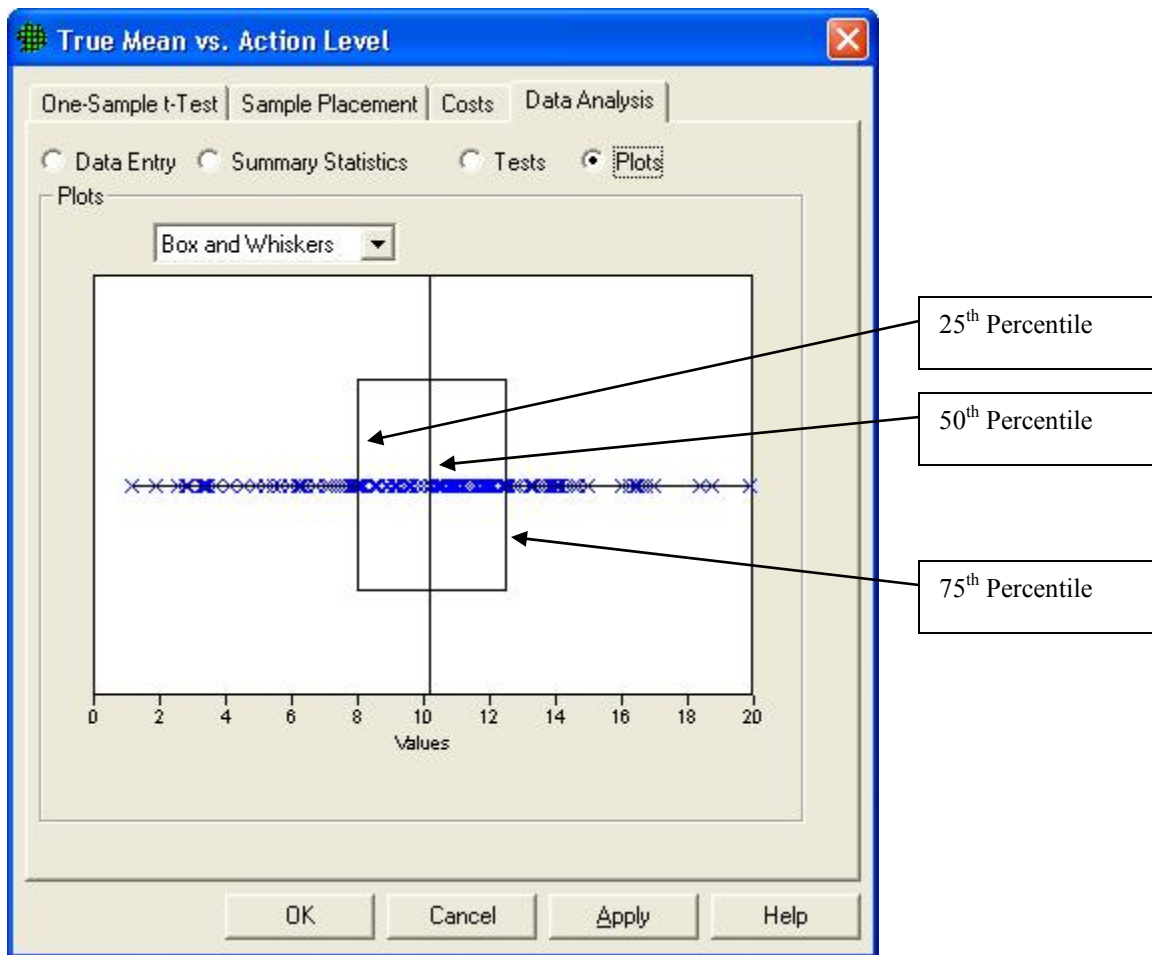 True Mean vs. Action Level
One-Sample t-Test Sample Placement Costs Data Analysis
Data Entry Summary Statistics Tests Plots
Plots
Box and Whiskers
25th Percentile
50th Percentile
75th Percentile
0 2 4 6 8 10 12 14 16 18 20
Values
OK Cancel Apply Help